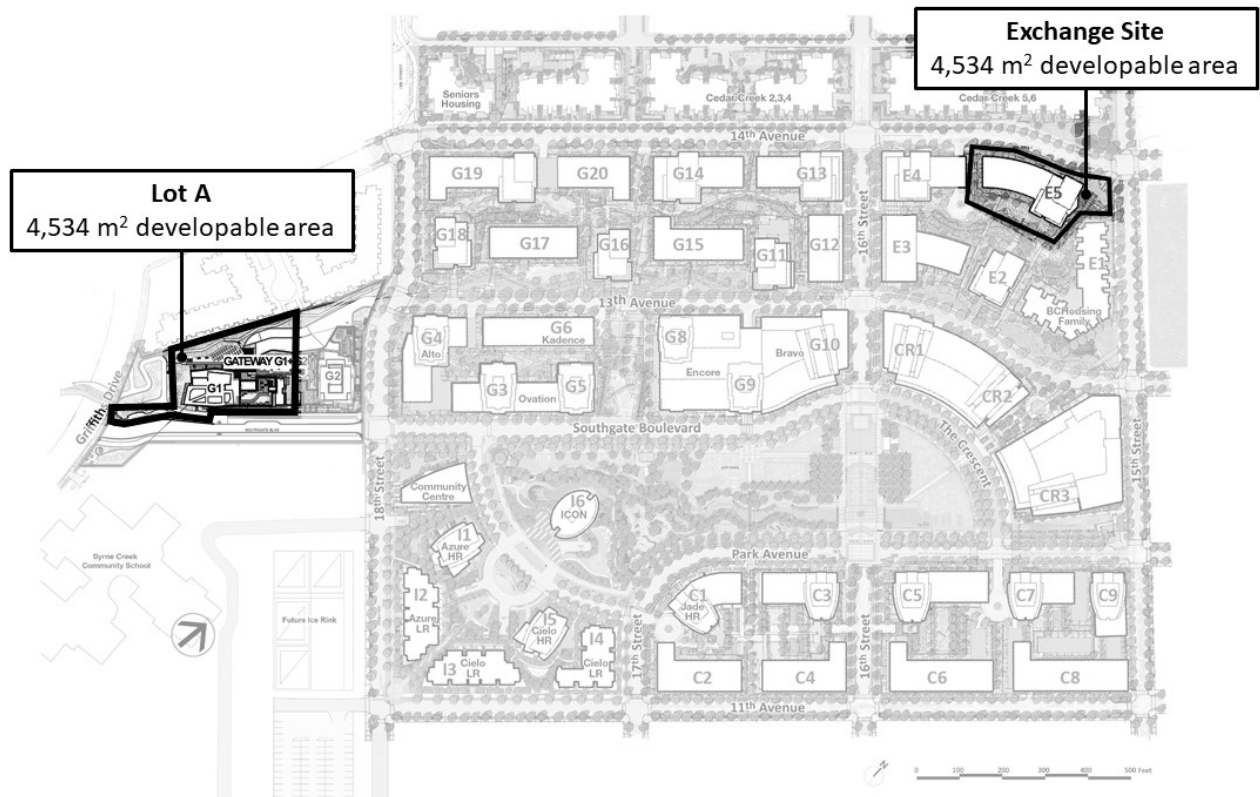 Exchange Site
4,534 m² developable area
Lot A
4,534 m² developable area
Seniors
Housing
Cedar Creek 2,3,4
Cedar Creek 5,6
14th Avenue
G19
G20
G14
G13
E4
E5
G18
G17
G16
G15
G11
G12
16th Street
E3
E2
E1
BCHousing
Family
13th Avenue
GATEWAY G1+G2
G1
G2
Griffiths Drive
SOUTHGATE BLVD
G4
Alto
G6
Kadence
G3
G5
Ovation
G8
Encore
G9
Bravo
G10
CR1
CR2
CR3
The Crescent
15th Street
Southgate Boulevard
18th Street
Community
Centre
I6
ICON
I1
Azure
HR
I2
Azure
LR
I3
Cielo
LR
I5
Cielo
HR
I4
Cielo
LR
Park Avenue
Byrne Creek
Community School
Future Ice Rink
17th Street
C1
Jade
HR
C3
C5
C7
C9
C2
C4
16th Street
C6
C8
11th Avenue
0 100 200 300 400 500 Feet